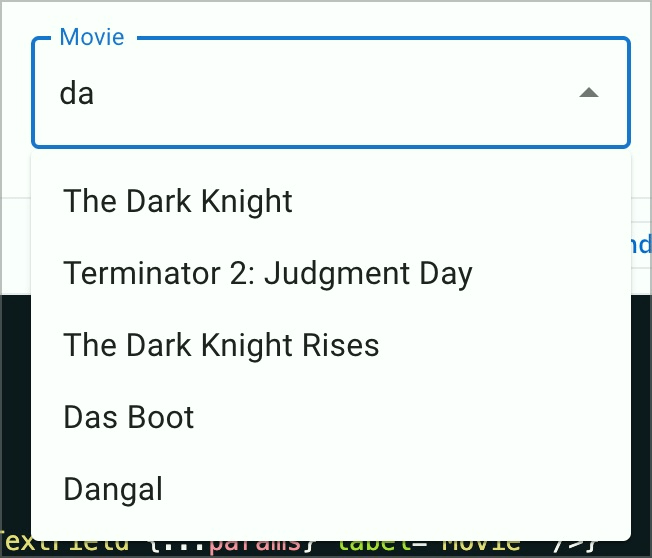 Movie
da
The Dark Knight
nd
Terminator 2: Judgment Day
The Dark Knight Rises
Das Boot
Dangal
TextField {...params} label="Movie" />}